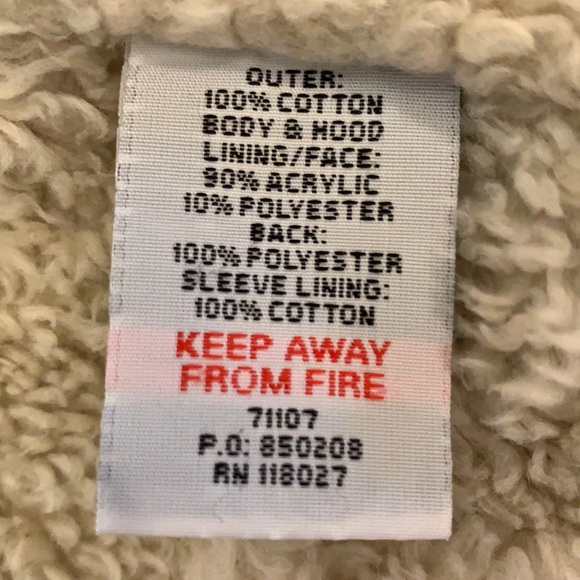 OUTER:
100% COTTON
BODY & HOOD
LINING/FACE:
90% ACRYLIC
10% POLYESTER
BACK:
100% POLYESTER
SLEEVE LINING:
100% COTTON
KEEP AWAY
FROM FIRE
71107
P.O: 850208
RN 118027